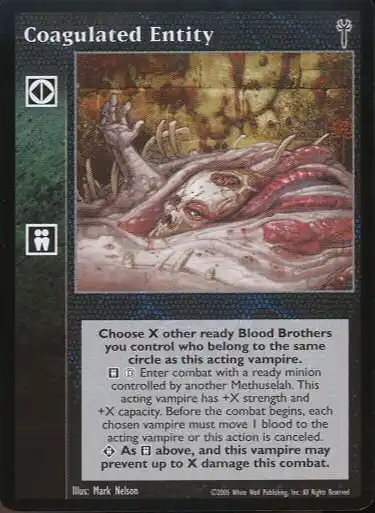 Coagulated Entity
Choose X other ready Blood Brothers
you control who belong to the same
circle as this acting vampire.
D Enter combat with a ready minion
controlled by another Methuselah. This
acting vampire has +X strength and
+X capacity. Before the combat begins, each
chosen vampire must move 1 blood to the
acting vampire or this action is canceled.
As above, and this vampire may
prevent up to X damage this combat.
Illus: Mark Nelson
©2005 White Wolf Publishing, Inc. All Rights Reserved